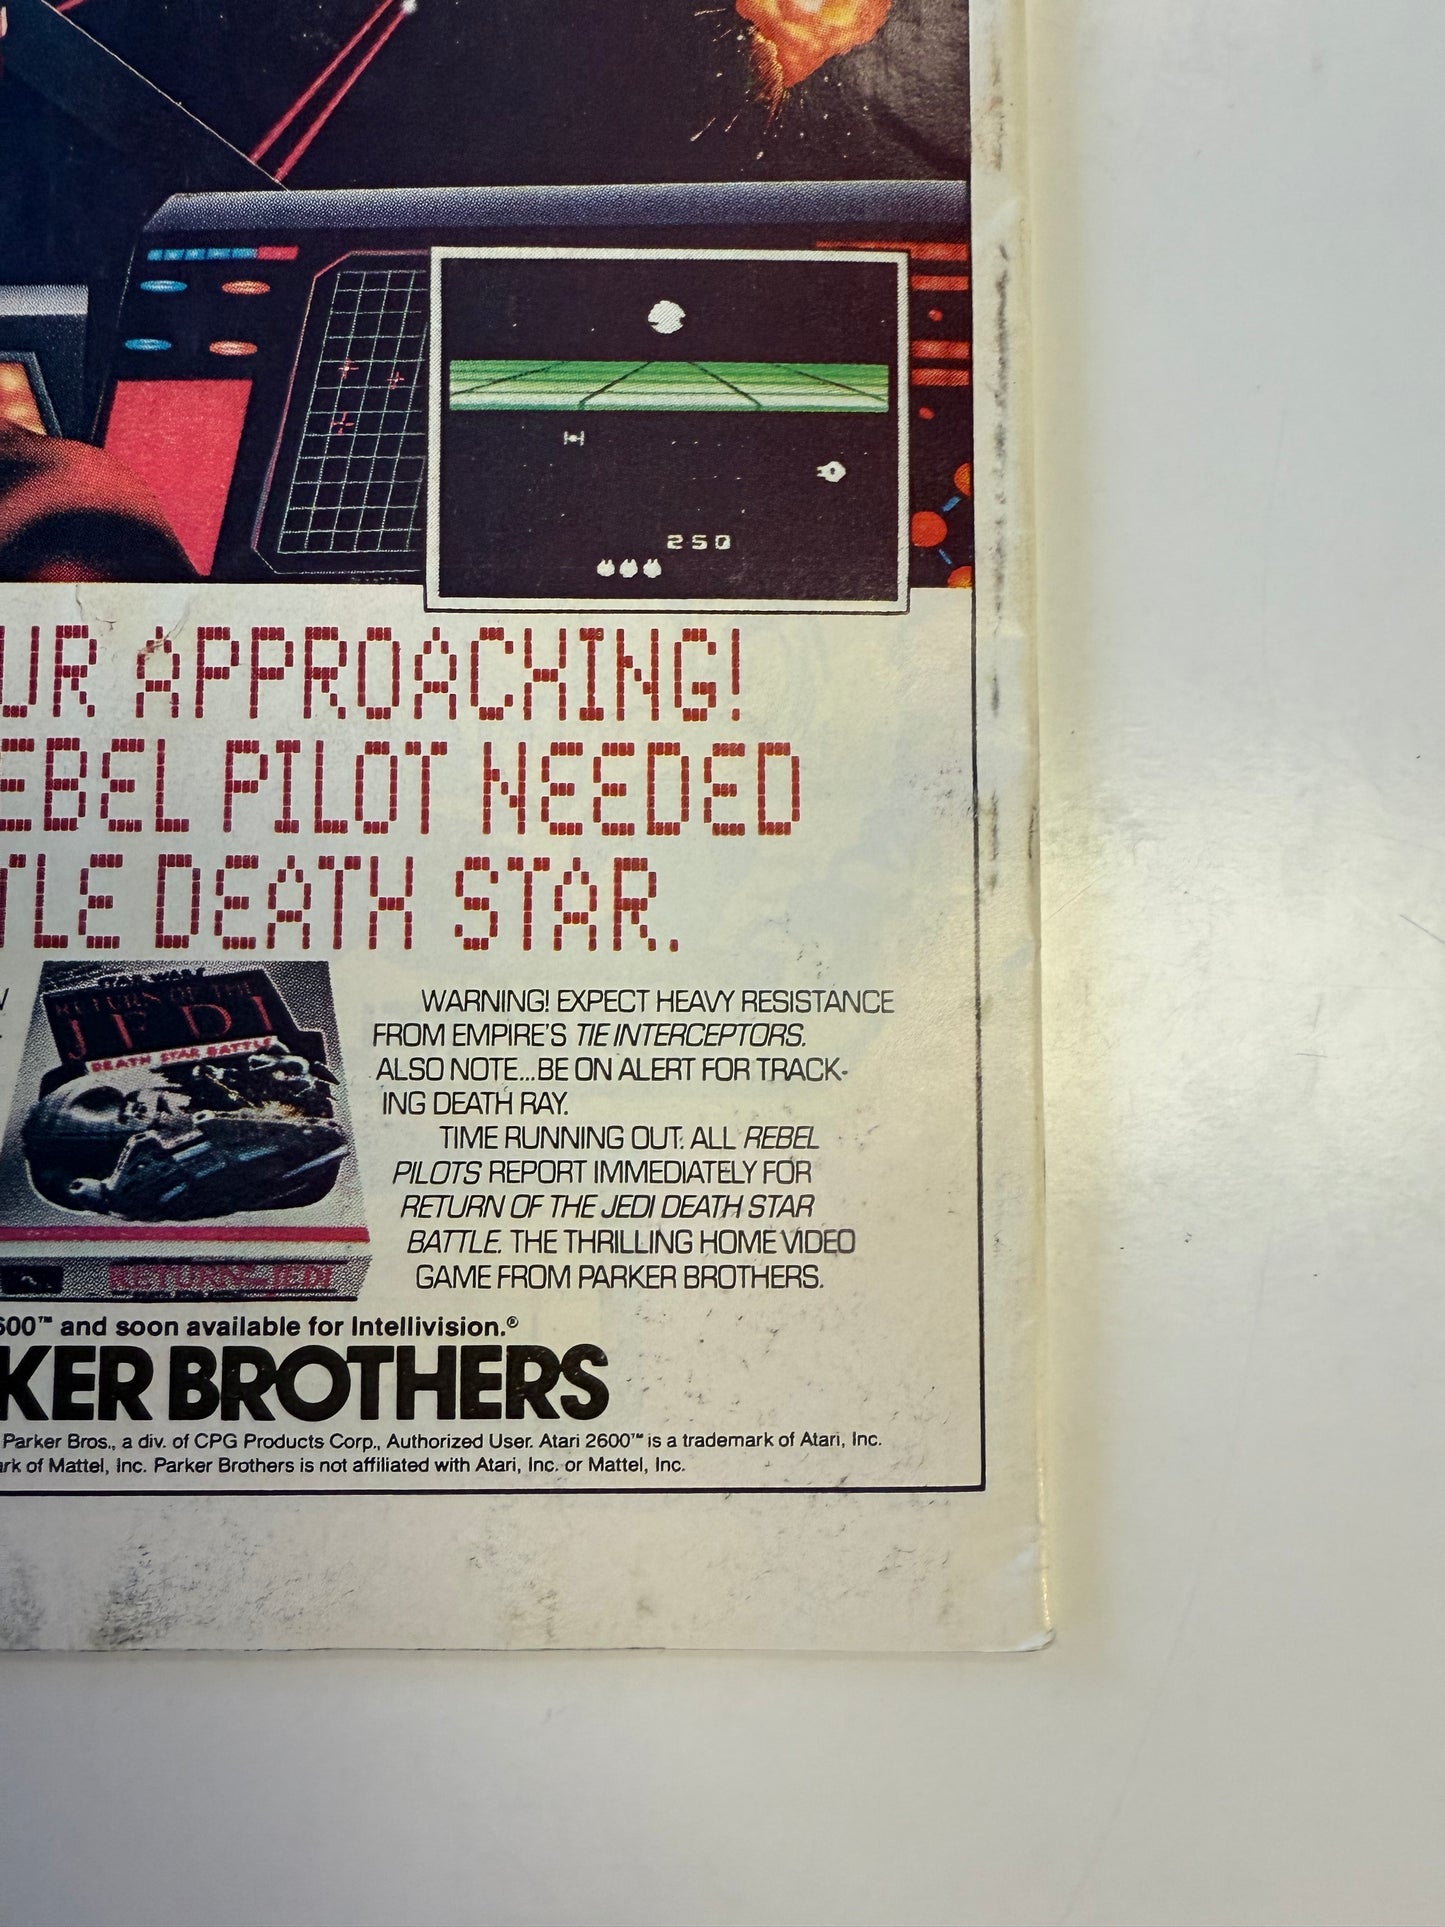 250
UR APPROACHING!
EBEL PILOT NEEDED
TLE DEATH STAR.
STAR WARS
RETURN OF THE
JEDI
DEATH STAR BATTLE
RETURN OF THE JEDI
WARNING! EXPECT HEAVY RESISTANCE
FROM EMPIRE'S TIE INTERCEPTORS.
ALSO NOTE...BE ON ALERT FOR TRACK-
ING DEATH RAY.
TIME RUNNING OUT. ALL REBEL
PILOTS REPORT IMMEDIATELY FOR
RETURN OF THE JEDI DEATH STAR
BATTLE. THE THRILLING HOME VIDEO
GAME FROM PARKER BROTHERS.
600™ and soon available for Intellivision.®
KER BROTHERS
Parker Bros., a div. of CPG Products Corp., Authorized User. Atari 2600™ is a trademark of Atari, Inc.
ark of Mattel, Inc. Parker Brothers is not affiliated with Atari, Inc. or Mattel, Inc.